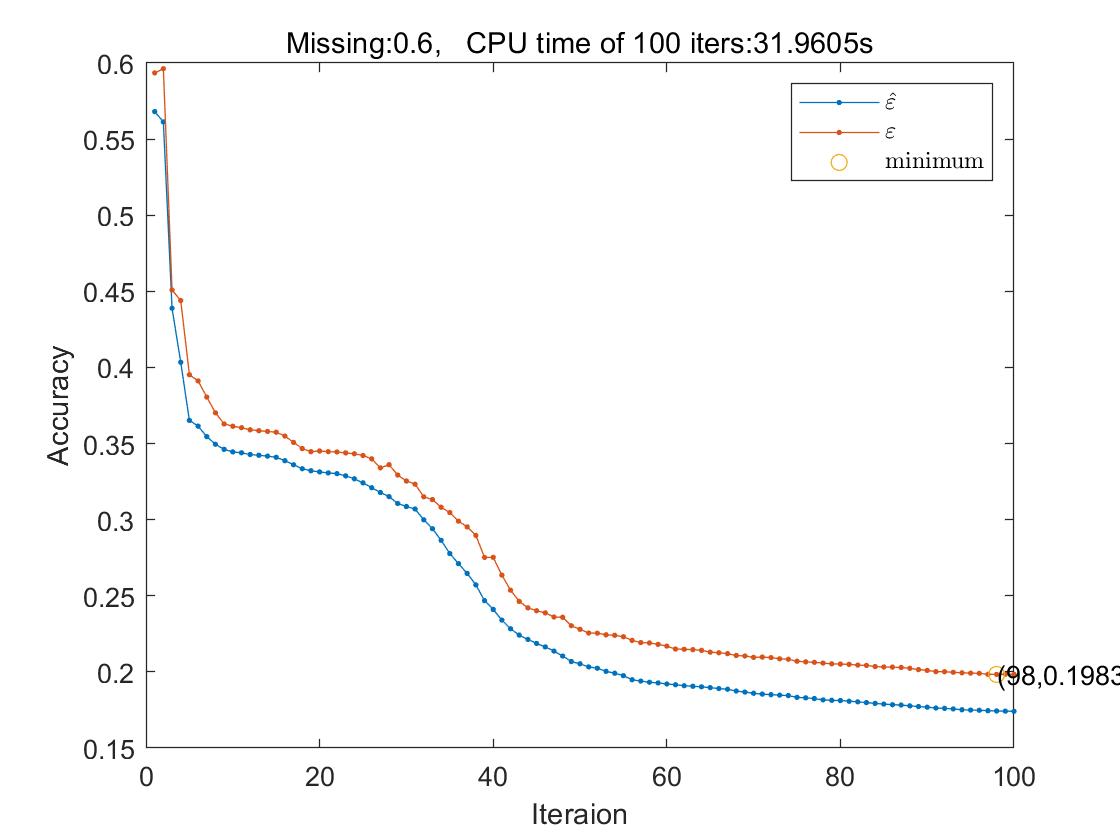 Missing:0.6,   CPU time of 100 iters:31.9605s
ε̂
ε
minimum
Accuracy
0.6
0.55
0.5
0.45
0.4
0.35
0.3
0.25
0.2
0.15
(98,0.1983
0 20 40 60 80 100
Iteraion